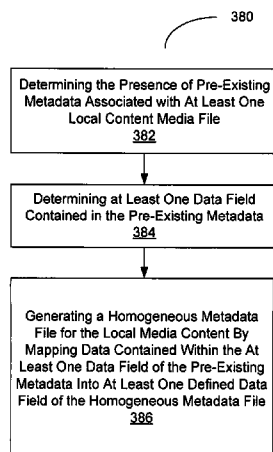 380
Determining the Presence of Pre-Existing
Metadata Associated with At Least One
Local Content Media File
382
Determining at Least One Data Field
Contained in the Pre-Existing Metadata
384
Generating a Homogeneous Metadata
File for the Local Media Content By
Mapping Data Contained Within the At
Least One Data Field of the Pre-Existing
Metadata Into At Least One Defined Data
Field of the Homogeneous Metadata File
386